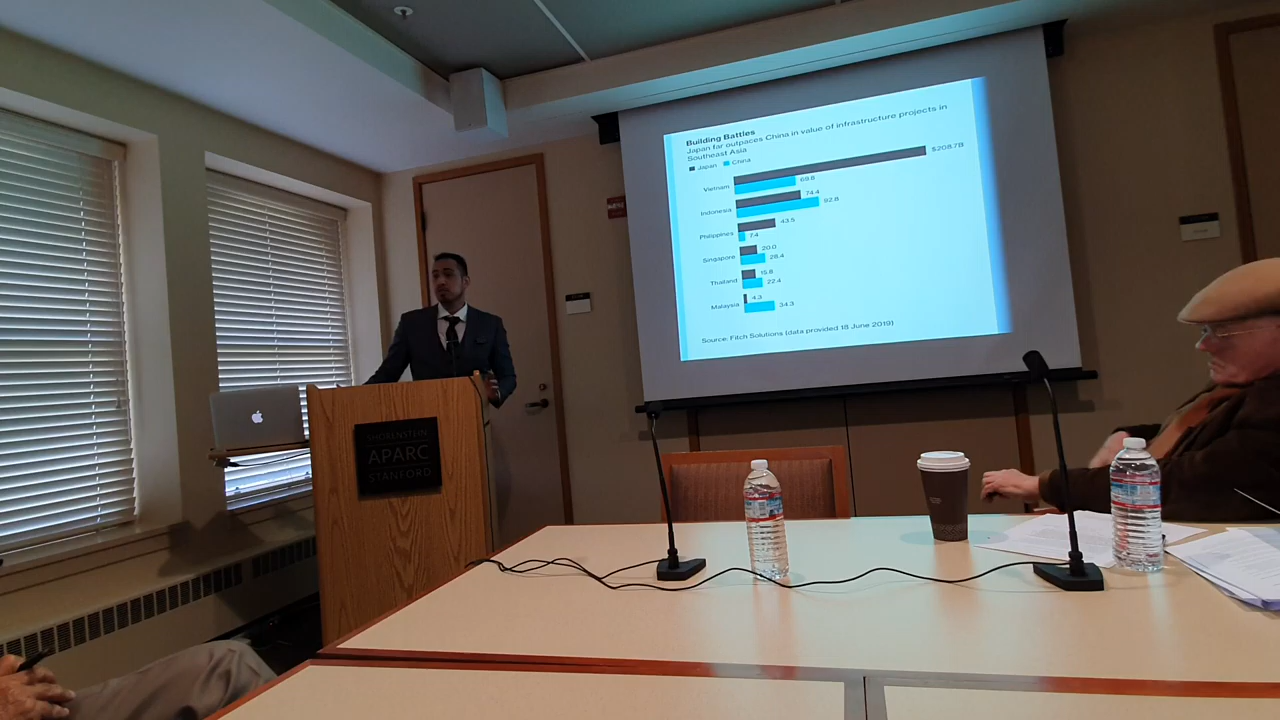 Building Battles
Japan far outpaces China in value of infrastructure projects in
Southeast Asia
Japan China
Vietnam $208.7B
69.8
Indonesia 74.4
92.8
Philippines 43.5
7.4
Singapore 20.0
28.4
Thailand 15.8
22.4
Malaysia 4.3
34.3
Source: Fitch Solutions (data provided 18 June 2019)
SHORENSTEIN
APARC
STANFORD